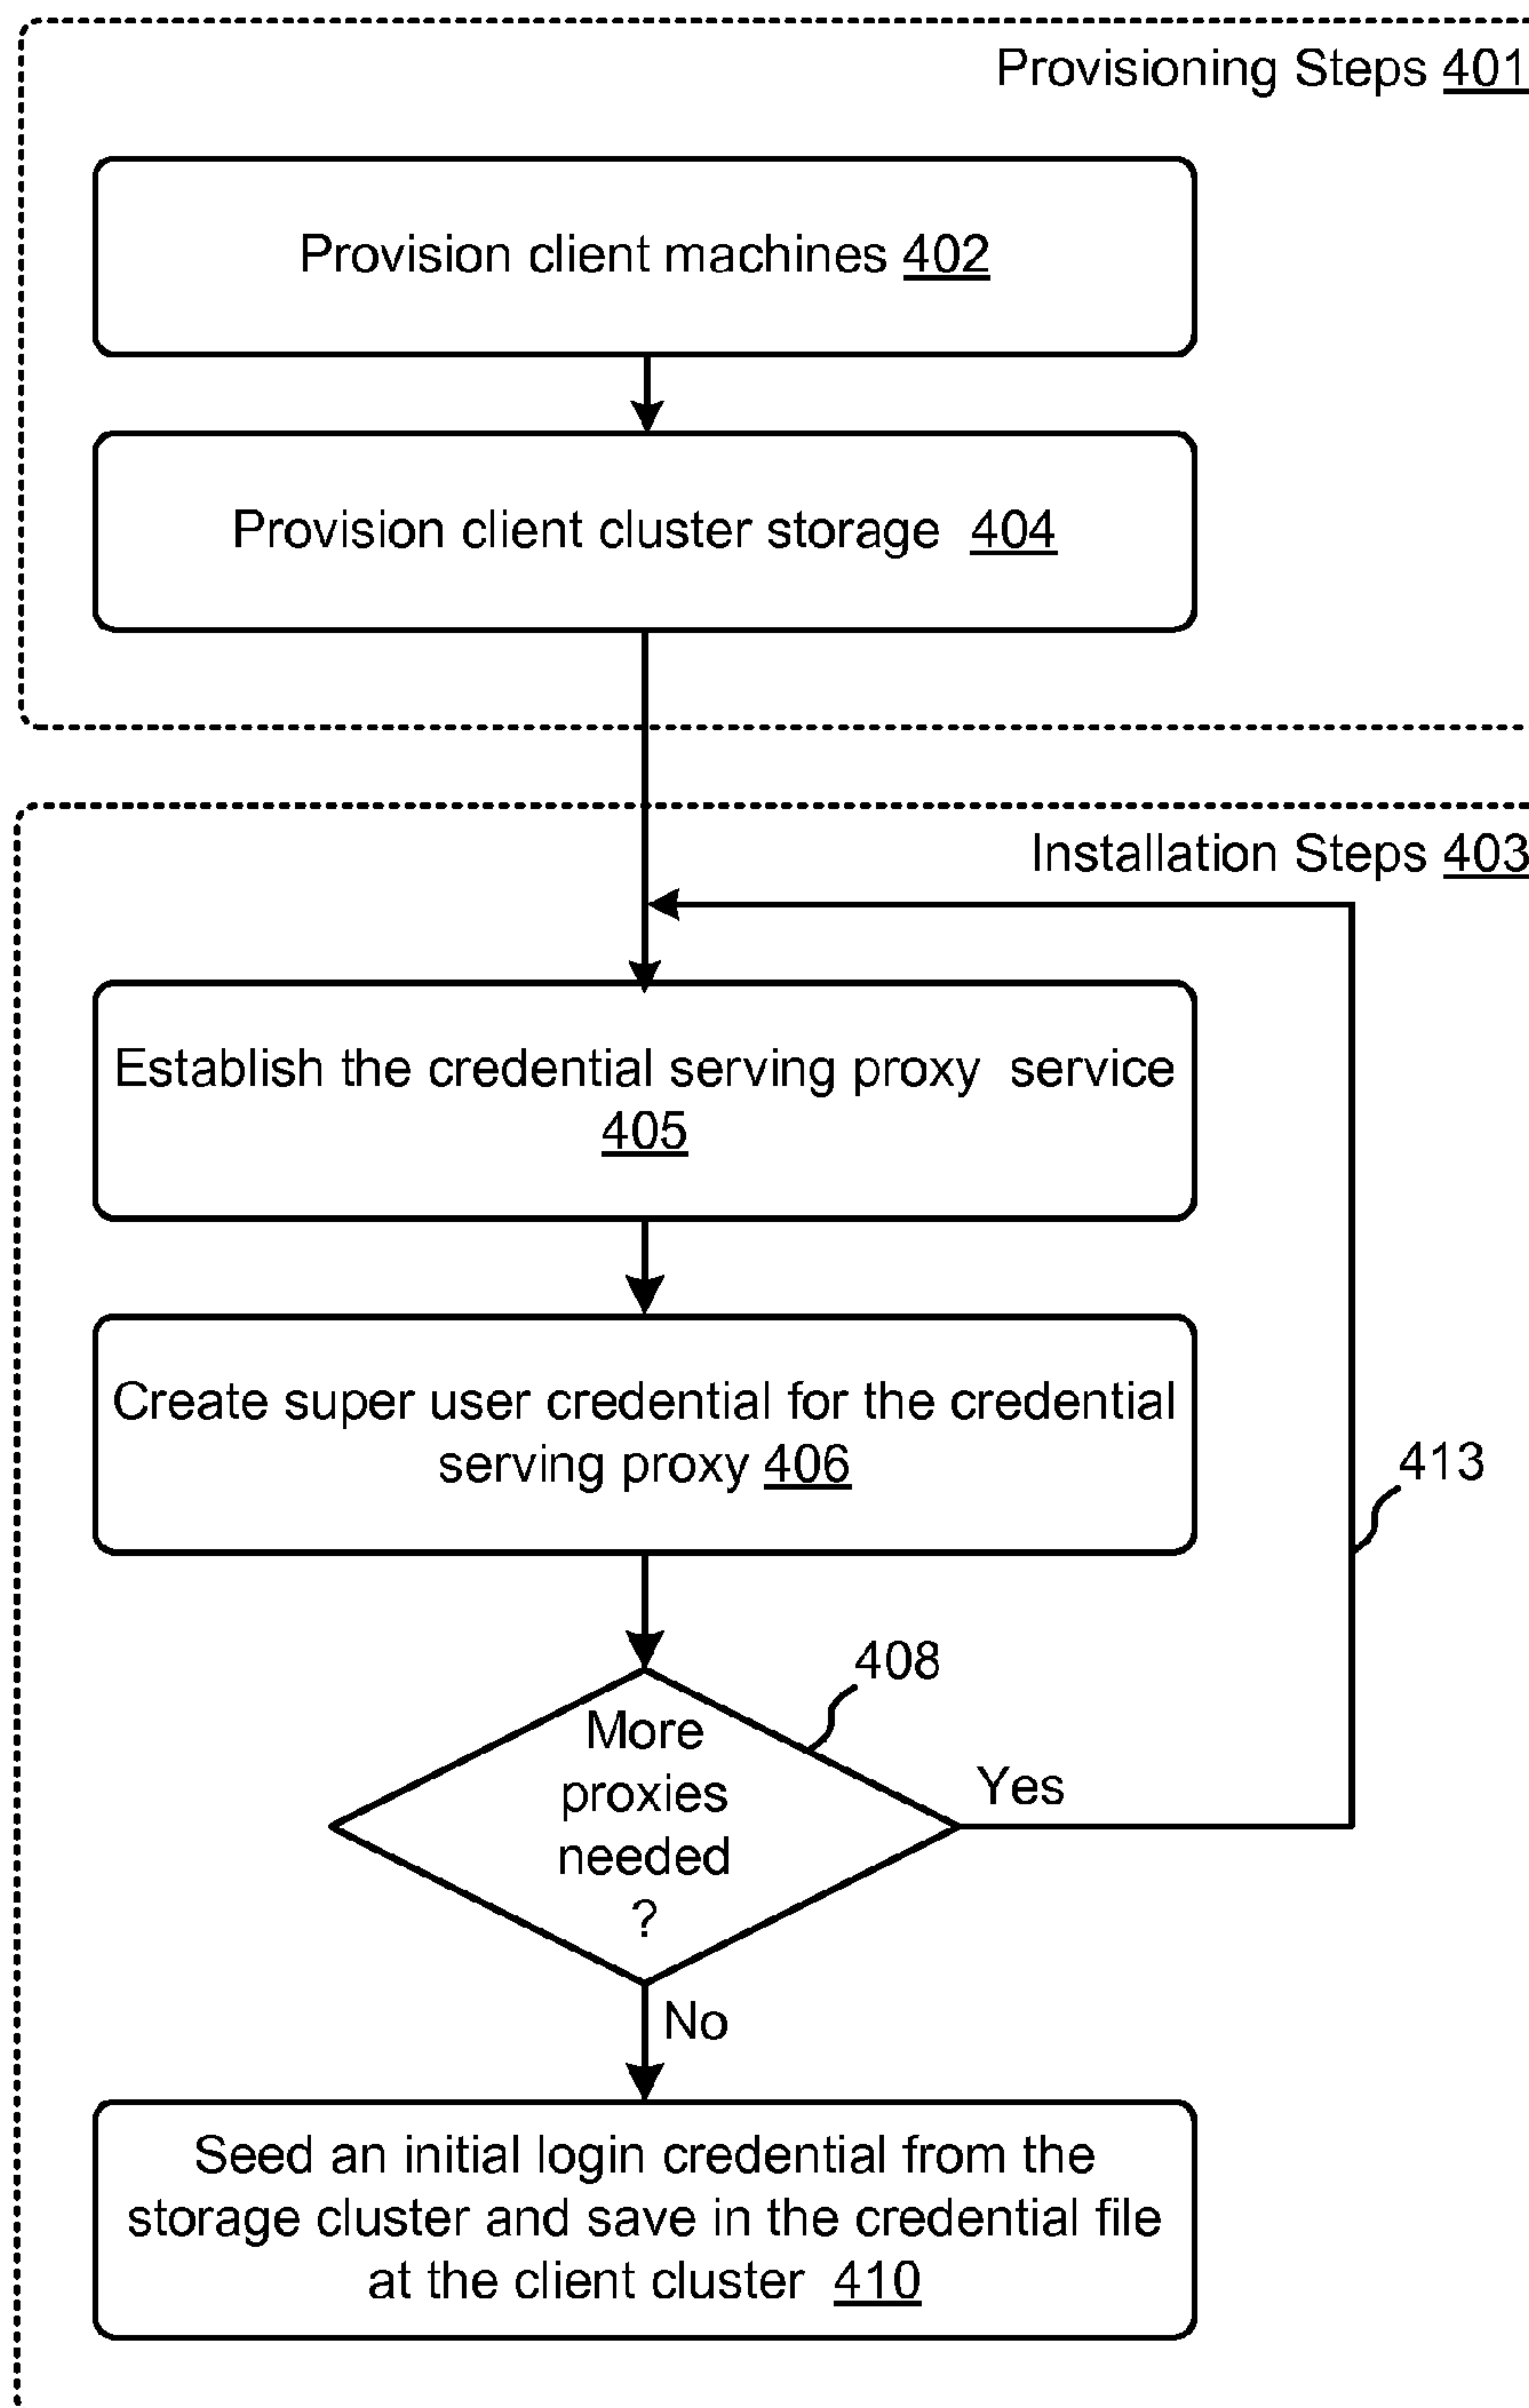 Provisioning Steps 401
Provision client machines 402
Provision client cluster storage 404
Installation Steps 403
Establish the credential serving proxy service
405
Create super user credential for the credential
serving proxy 406
413
408
More
proxies
needed
?
Yes
No
Seed an initial login credential from the
storage cluster and save in the credential file
at the client cluster 410